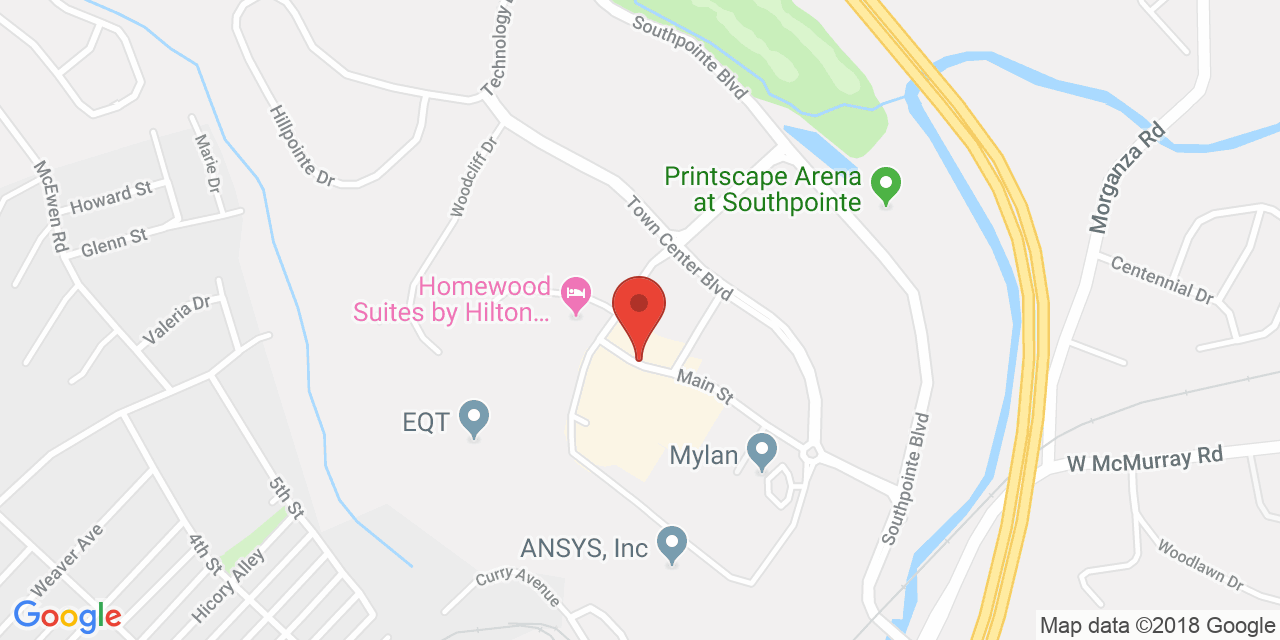 Technology
Southpointe Blvd
Hillpointe Dr
Woodcliff Dr
Marie Dr
Howard St
McEwen Rd
Glenn St
Morganza Rd
Printscape Arena
at Southpointe
Town Center Blvd
Centennial Dr
Homewood
Suites by Hilton...
Valeria Dr
Main St
EQT
Mylan
Southpointe Blvd
W McMurray Rd
5th St
4th St
Weaver Ave
Hicory Alley
ANSYS, Inc
Curry Avenue
Woodlawn Dr
Google
Map data ©2018 Google